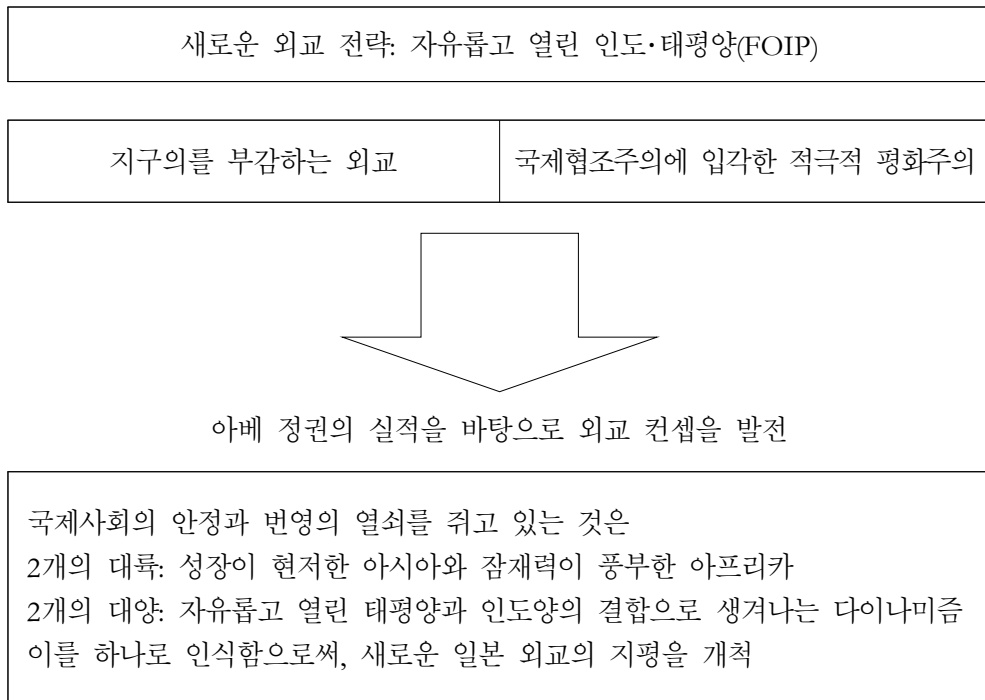 새로운 외교 전략: 자유롭고 열린 인도·태평양(FOIP)
지구의를 부감하는 외교
국제협조주의에 입각한 적극적 평화주의
아베 정권의 실적을 바탕으로 외교 컨셉을 발전
국제사회의 안정과 번영의 열쇠를 쥐고 있는 것은
2개의 대륙: 성장이 현저한 아시아와 잠재력이 풍부한 아프리카
2개의 대양: 자유롭고 열린 태평양과 인도양의 결합으로 생겨나는 다이나미즘
이를 하나로 인식함으로써, 새로운 일본 외교의 지평을 개척